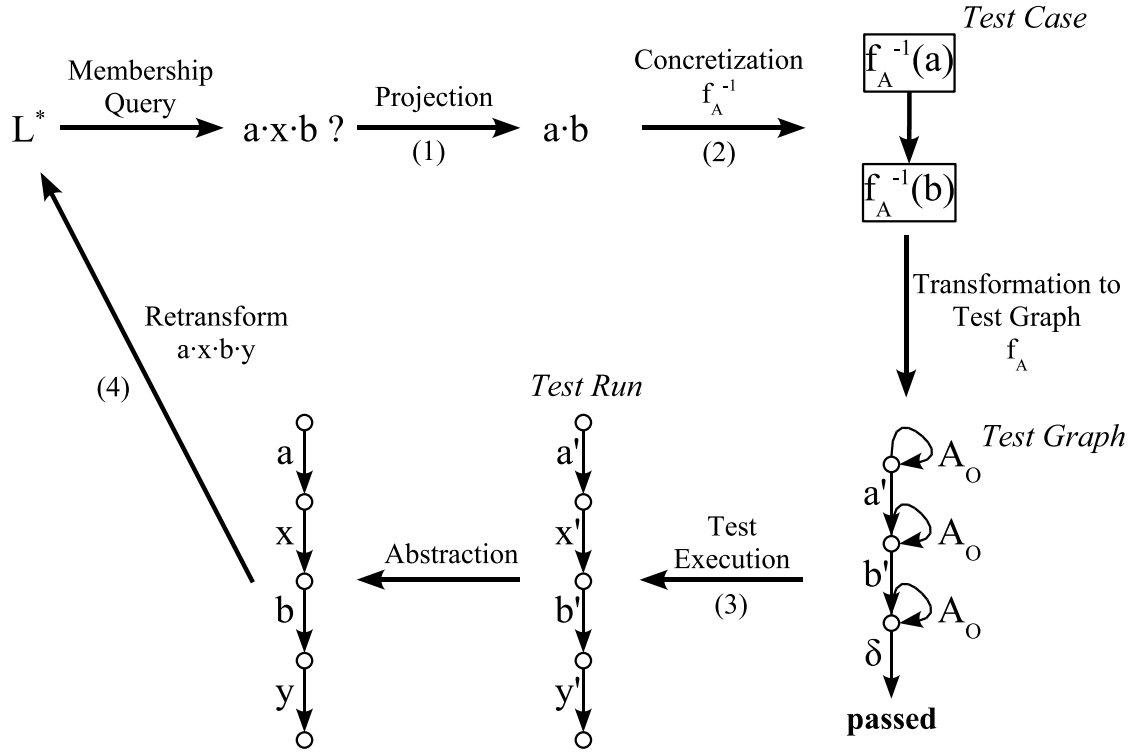 Test Case
f_A^-1(a)
Membership
Query
Projection
Concretization
f_A^-1
L*
a·x·b ?
(1)
a·b
(2)
f_A^-1(b)
Transformation to
Test Graph
f_A
Retransform
a·x·b·y
(4)
Test Run
Test Graph
a
x
b
y
Abstraction
a'
x'
b'
y'
Test
Execution
(3)
A_O
a'
A_O
b'
A_O
δ
passed